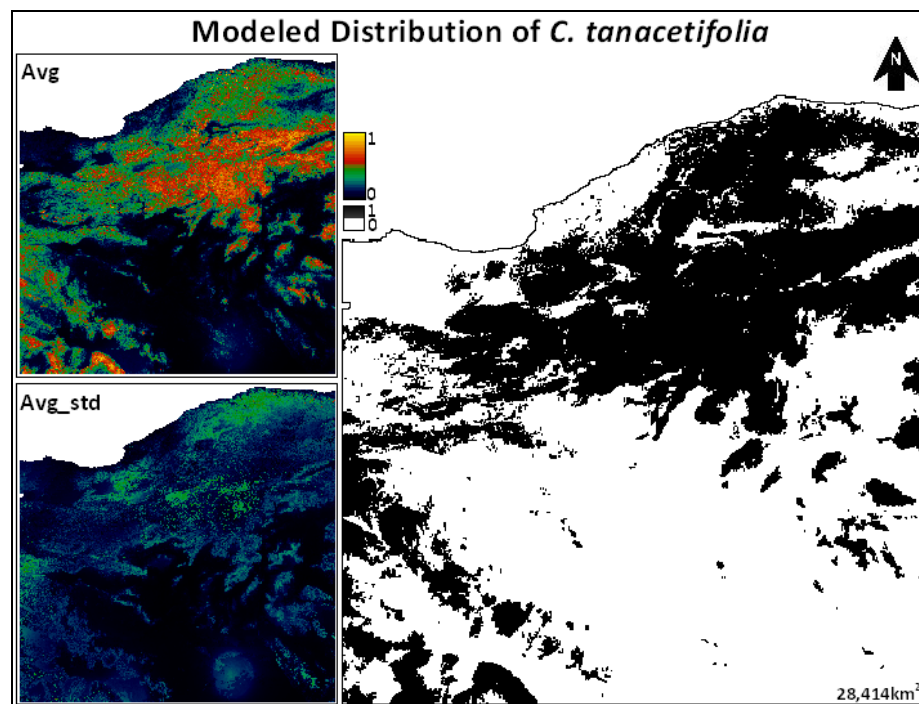 Modeled Distribution of C. tanacetifolia
Avg
N
1
0
1
0
Avg_std
28,414km²